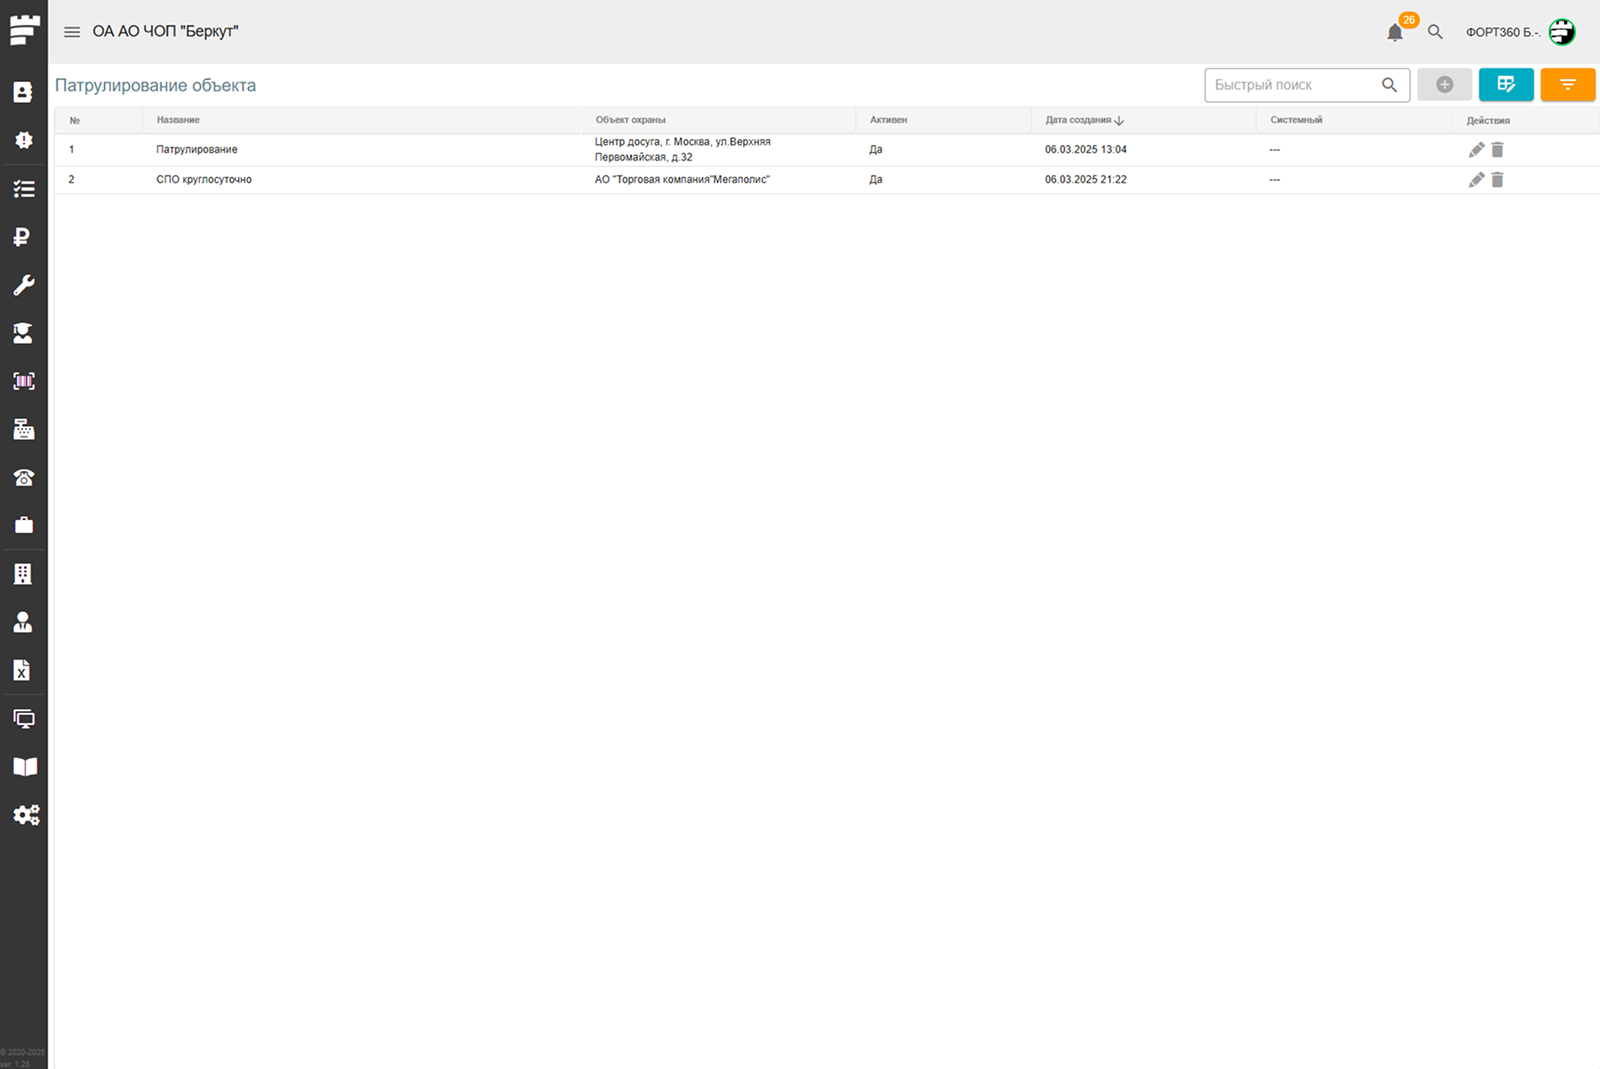 ОА АО ЧОП "Беркут"
26
ФОРТ360 Б.-.
Патрулирование объекта
Быстрый поиск
№ Название Объект охраны Активен Дата создания Системный Действия
1 Патрулирование Центр досуга, г. Москва, ул.Верхняя Первомайская, д.32 Да 06.03.2025 13:04 ---
2 СПО круглосуточно АО "Торговая компания"Мегаполис" Да 06.03.2025 21:22 ---
© 2020-2025
ver. 1.28